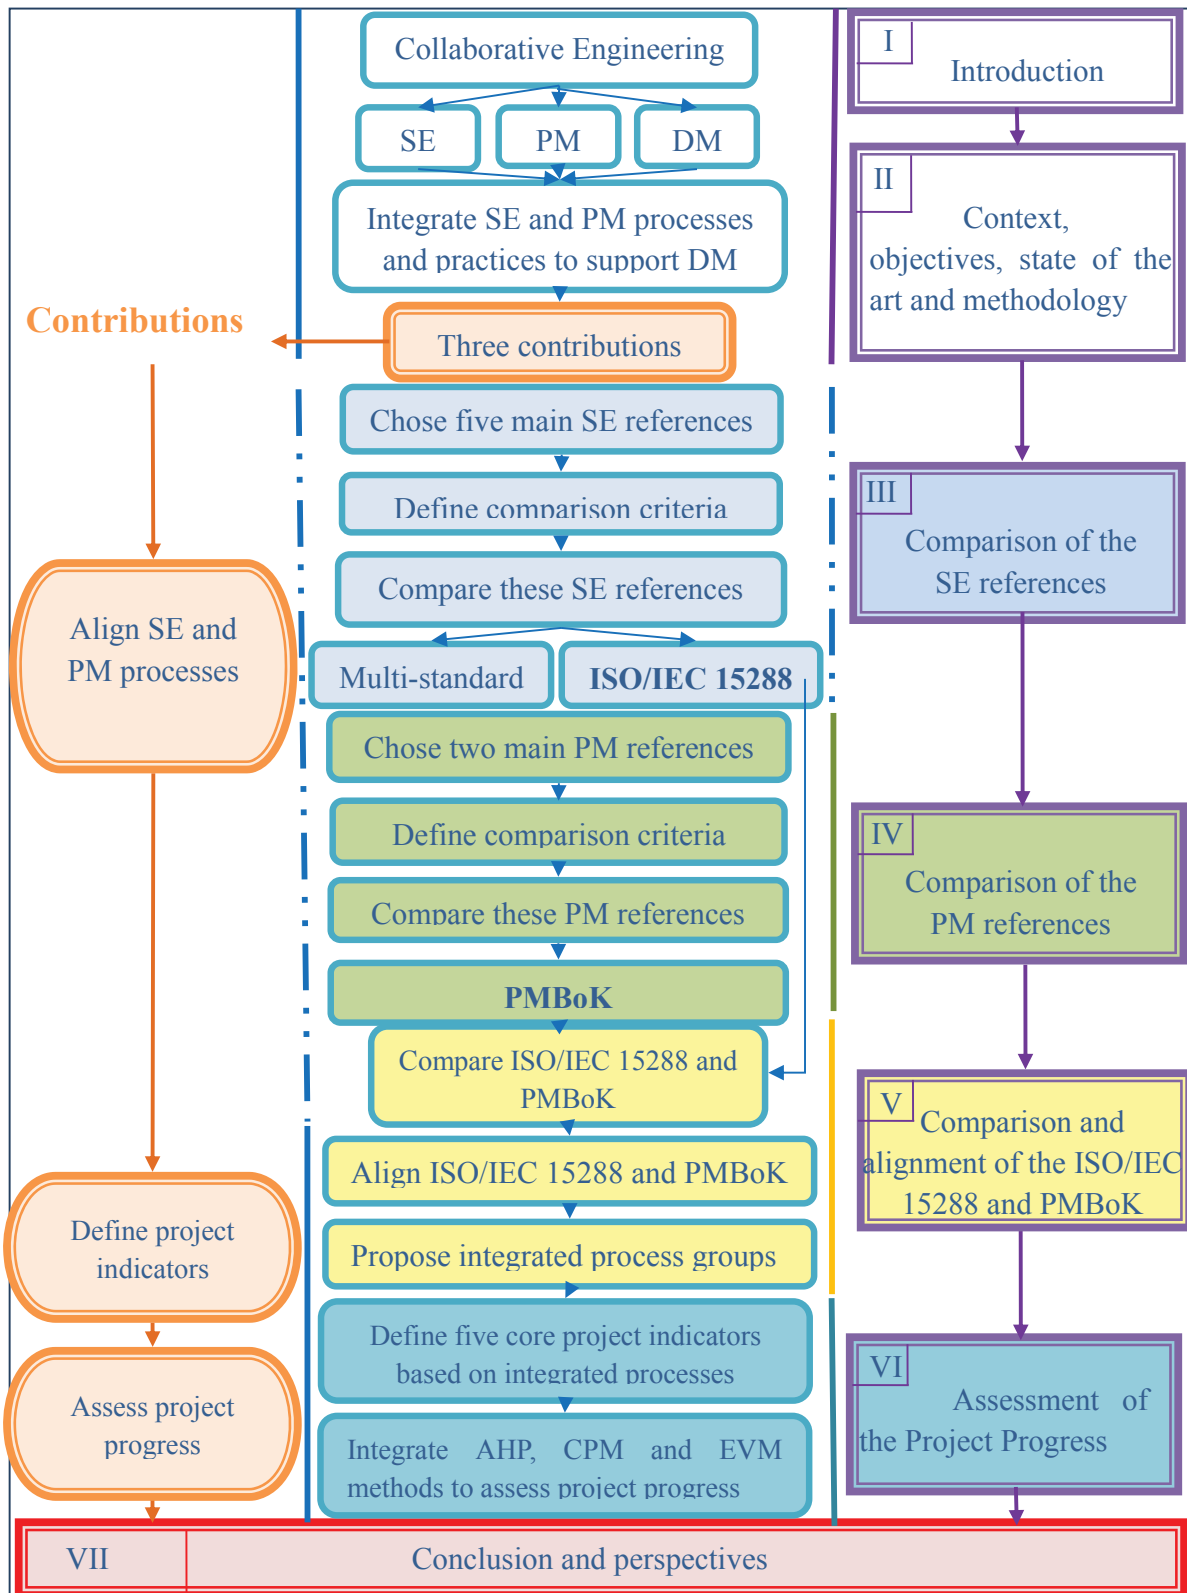 Collaborative Engineering
SE
PM
DM
Integrate SE and PM processes
and practices to support DM
Three contributions
Contributions
Chose five main SE references
Define comparison criteria
Compare these SE references
Multi-standard
ISO/IEC 15288
Chose two main PM references
Define comparison criteria
Compare these PM references
PMBoK
Compare ISO/IEC 15288 and
PMBoK
Align ISO/IEC 15288 and PMBoK
Propose integrated process groups
Define five core project indicators
based on integrated processes
Integrate AHP, CPM and EVM
methods to assess project progress
Align SE and
PM processes
Define project
indicators
Assess project
progress
I
Introduction
II
Context,
objectives, state of the
art and methodology
III
Comparison of the
SE references
IV
Comparison of the
PM references
V
Comparison and
alignment of the ISO/IEC
15288 and PMBoK
VI
Assessment of
the Project Progress
VII
Conclusion and perspectives